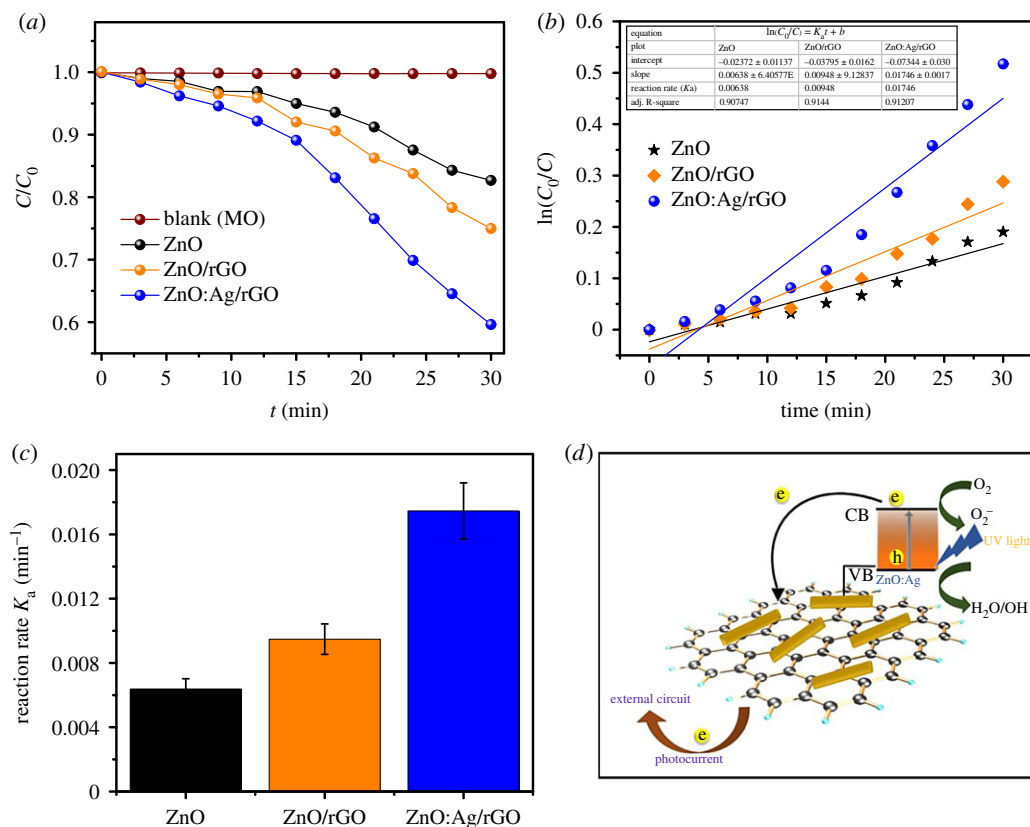 (a)
1.0
0.9
0.8
0.7
0.6
C/C0
blank (MO)
ZnO
ZnO/rGO
ZnO:Ag/rGO
0 5 10 15 20 25 30
t (min)
(b)
0.6
0.5
0.4
0.3
0.2
0.1
0
ln(C0/C)
equation ln(C0/C) = Kat + b
plot ZnO ZnO/rGO ZnO:Ag/rGO
intercept –0.02372 ± 0.01137 –0.03795 ± 0.0162 –0.07344 ± 0.030
slope 0.00638 ± 6.40577E 0.00948 ± 9.12837 0.01746 ± 0.0017
reaction rate (Ka) 0.00638 0.00948 0.01746
adj. R-square 0.90747 0.9144 0.91207
ZnO
ZnO/rGO
ZnO:Ag/rGO
0 5 10 15 20 25 30
time (min)
(c)
0.020
0.016
0.012
0.008
0.004
0
reaction rate Ka (min–1)
ZnO ZnO/rGO ZnO:Ag/rGO
(d)
e
e
CB
O2
O2–
UV light
h
VB
ZnO:Ag
H2O/OH
external circuit
e
photocurrent